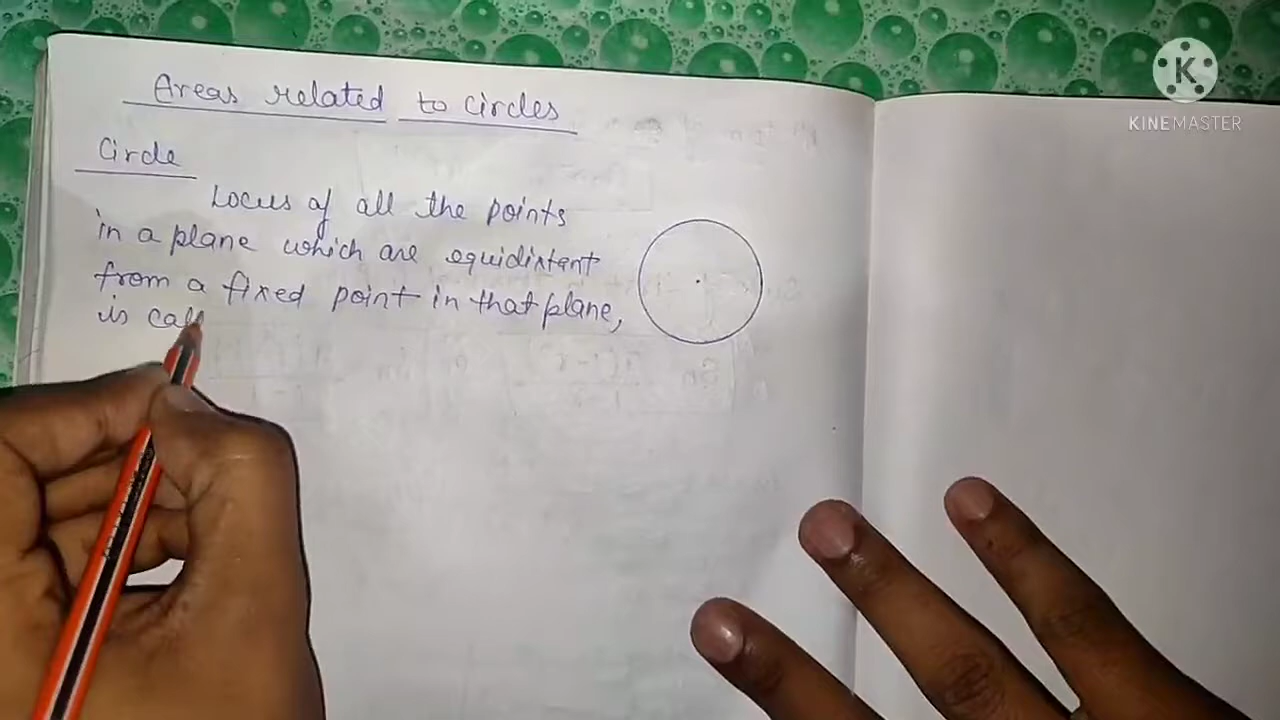 Areas related to Circles
Circle
Locus of all the points
in a plane which are equidistant
from a fixed point in that plane,
is call
K
KINEMASTER